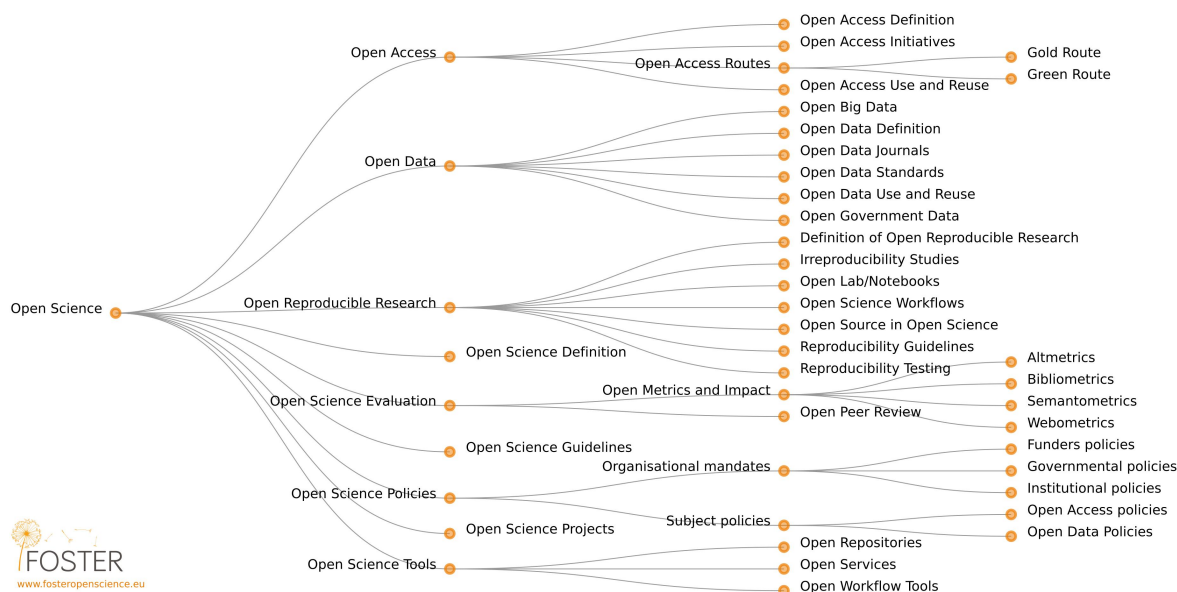 Open Science
Open Access
Open Access Definition
Open Access Initiatives
Open Access Routes
Gold Route
Green Route
Open Access Use and Reuse
Open Data
Open Big Data
Open Data Definition
Open Data Journals
Open Data Standards
Open Data Use and Reuse
Open Government Data
Open Reproducible Research
Definition of Open Reproducible Research
Irreproducibility Studies
Open Lab/Notebooks
Open Science Workflows
Open Source in Open Science
Reproducibility Guidelines
Reproducibility Testing
Open Science Definition
Open Science Evaluation
Open Metrics and Impact
Altmetrics
Bibliometrics
Semantometrics
Webometrics
Open Peer Review
Open Science Guidelines
Open Science Policies
Organisational mandates
Funders policies
Governmental policies
Institutional policies
Subject policies
Open Access policies
Open Data Policies
Open Science Projects
Open Science Tools
Open Repositories
Open Services
Open Workflow Tools
FOSTER
www.fosteropenscience.eu